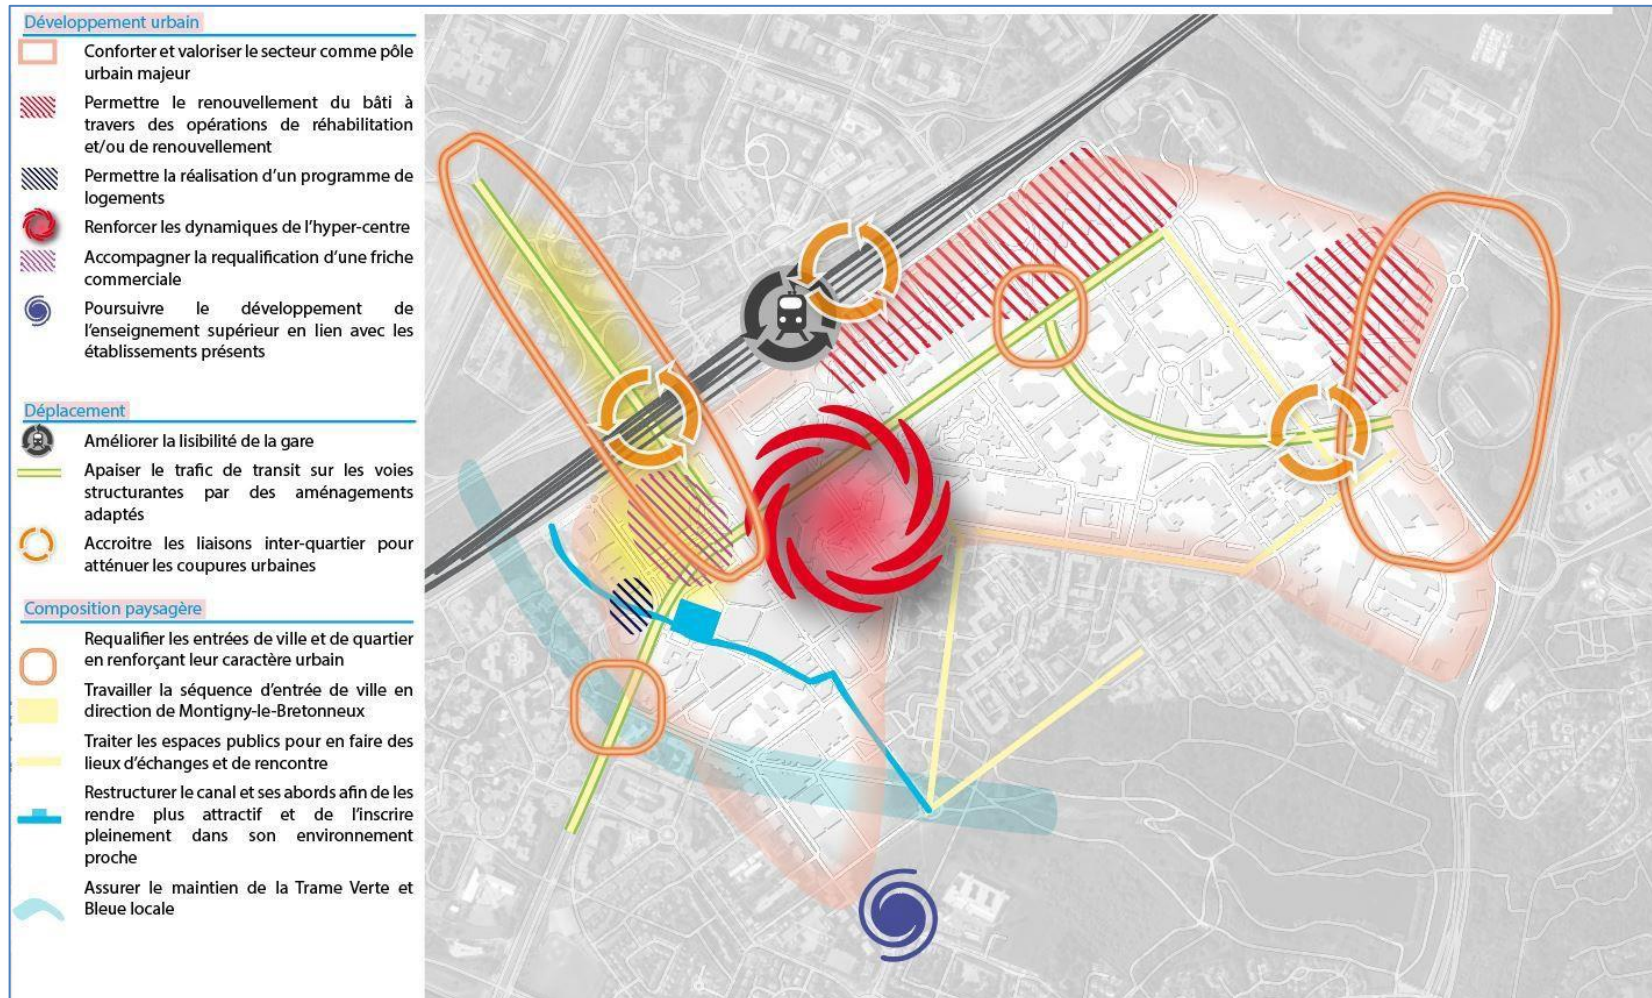 Développement urbain
Conforter et valoriser le secteur comme pôle
urbain majeur
Permettre le renouvellement du bâti à
travers des opérations de réhabilitation
et/ou de renouvellement
Permettre la réalisation d'un programme de
logements
Renforcer les dynamiques de l'hyper-centre
Accompagner la requalification d'une friche
commerciale
Poursuivre le développement de
l'enseignement supérieur en lien avec les
établissements présents
Déplacement
Améliorer la lisibilité de la gare
Apaiser le trafic de transit sur les voies
structurantes par des aménagements
adaptés
Accroitre les liaisons inter-quartier pour
atténuer les coupures urbaines
Composition paysagère
Requalifier les entrées de ville et de quartier
en renforçant leur caractère urbain
Travailler la séquence d'entrée de ville en
direction de Montigny-le-Bretonneux
Traiter les espaces publics pour en faire des
lieux d'échanges et de rencontre
Restructurer le canal et ses abords afin de les
rendre plus attractif et de l'inscrire
pleinement dans son environnement
proche
Assurer le maintien de la Trame Verte et
Bleue locale